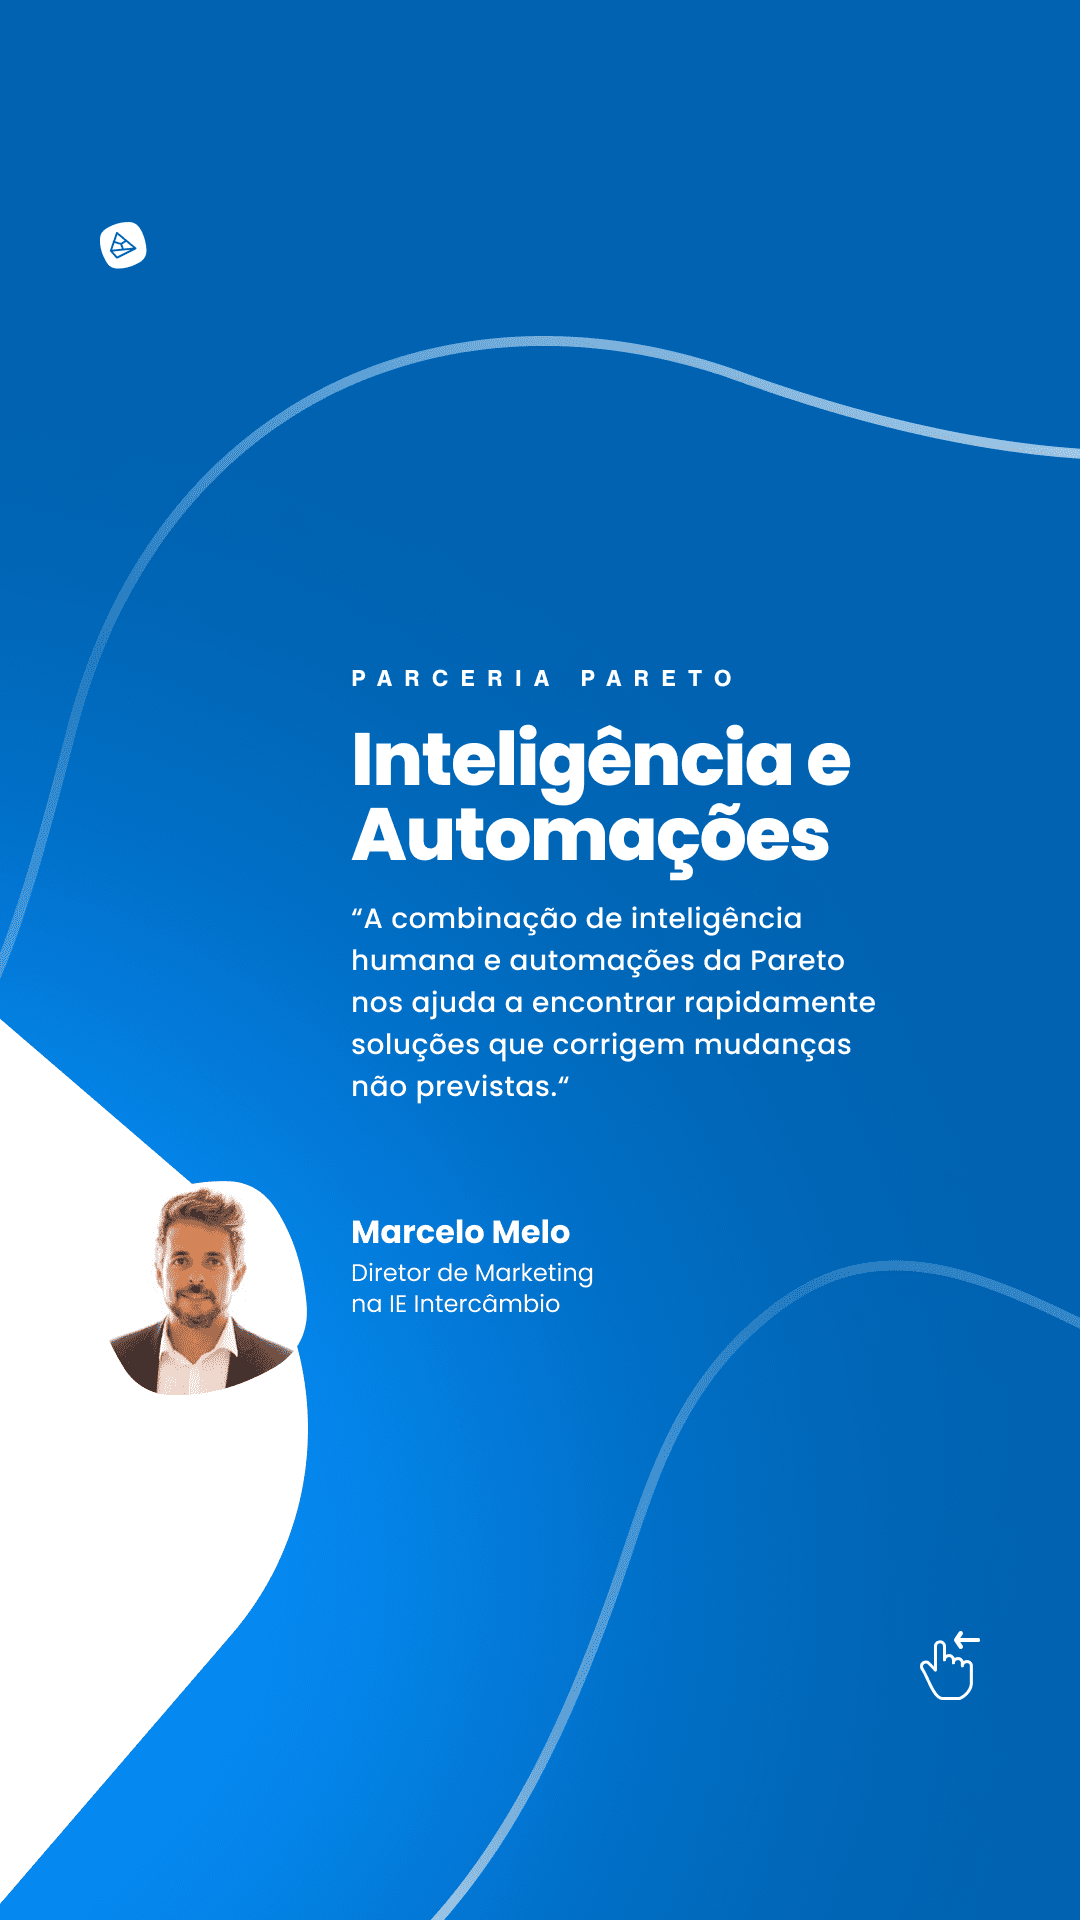 PARCERIA PARETO
Inteligência e
Automações
“A combinação de inteligência
humana e automações da Pareto
nos ajuda a encontrar rapidamente
soluções que corrigem mudanças
não previstas.“
Marcelo Melo
Diretor de Marketing
na IE Intercâmbio